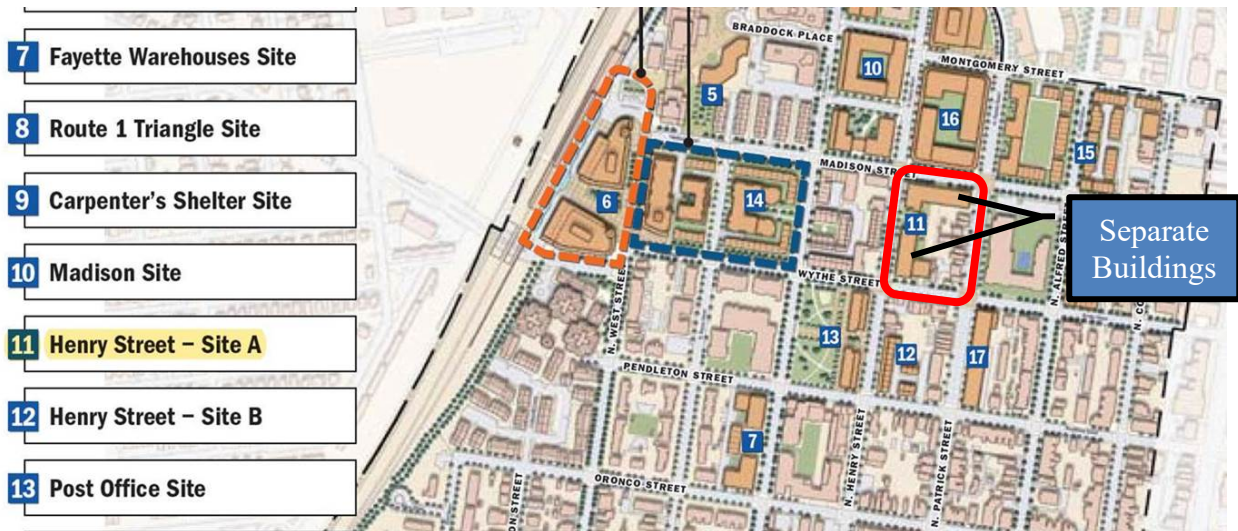 7 Fayette Warehouses Site
8 Route 1 Triangle Site
9 Carpenter's Shelter Site
10 Madison Site
11 Henry Street – Site A
12 Henry Street – Site B
13 Post Office Site
BRADDOCK PLACE
MONTGOMERY STREET
10
5
16
15
MADISON STREET
6
14
11
Separate
Buildings
N. ALFRED STREET
WYTHE STREET
N. WEST STREET
N. CO
13
12
17
PENDLETON STREET
7
N. HENRY STREET
N. PATRICK STREET
ORONCO STREET
ON STREET